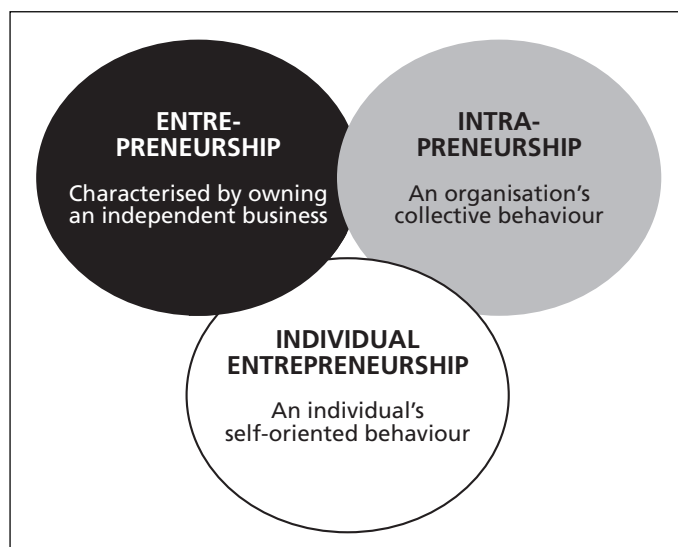 ENTRE-
PRENEURSHIP
Characterised by owning
an independent business
INTRA-
PRENEURSHIP
An organisation's
collective behaviour
INDIVIDUAL
ENTREPRENEURSHIP
An individual's
self-oriented behaviour